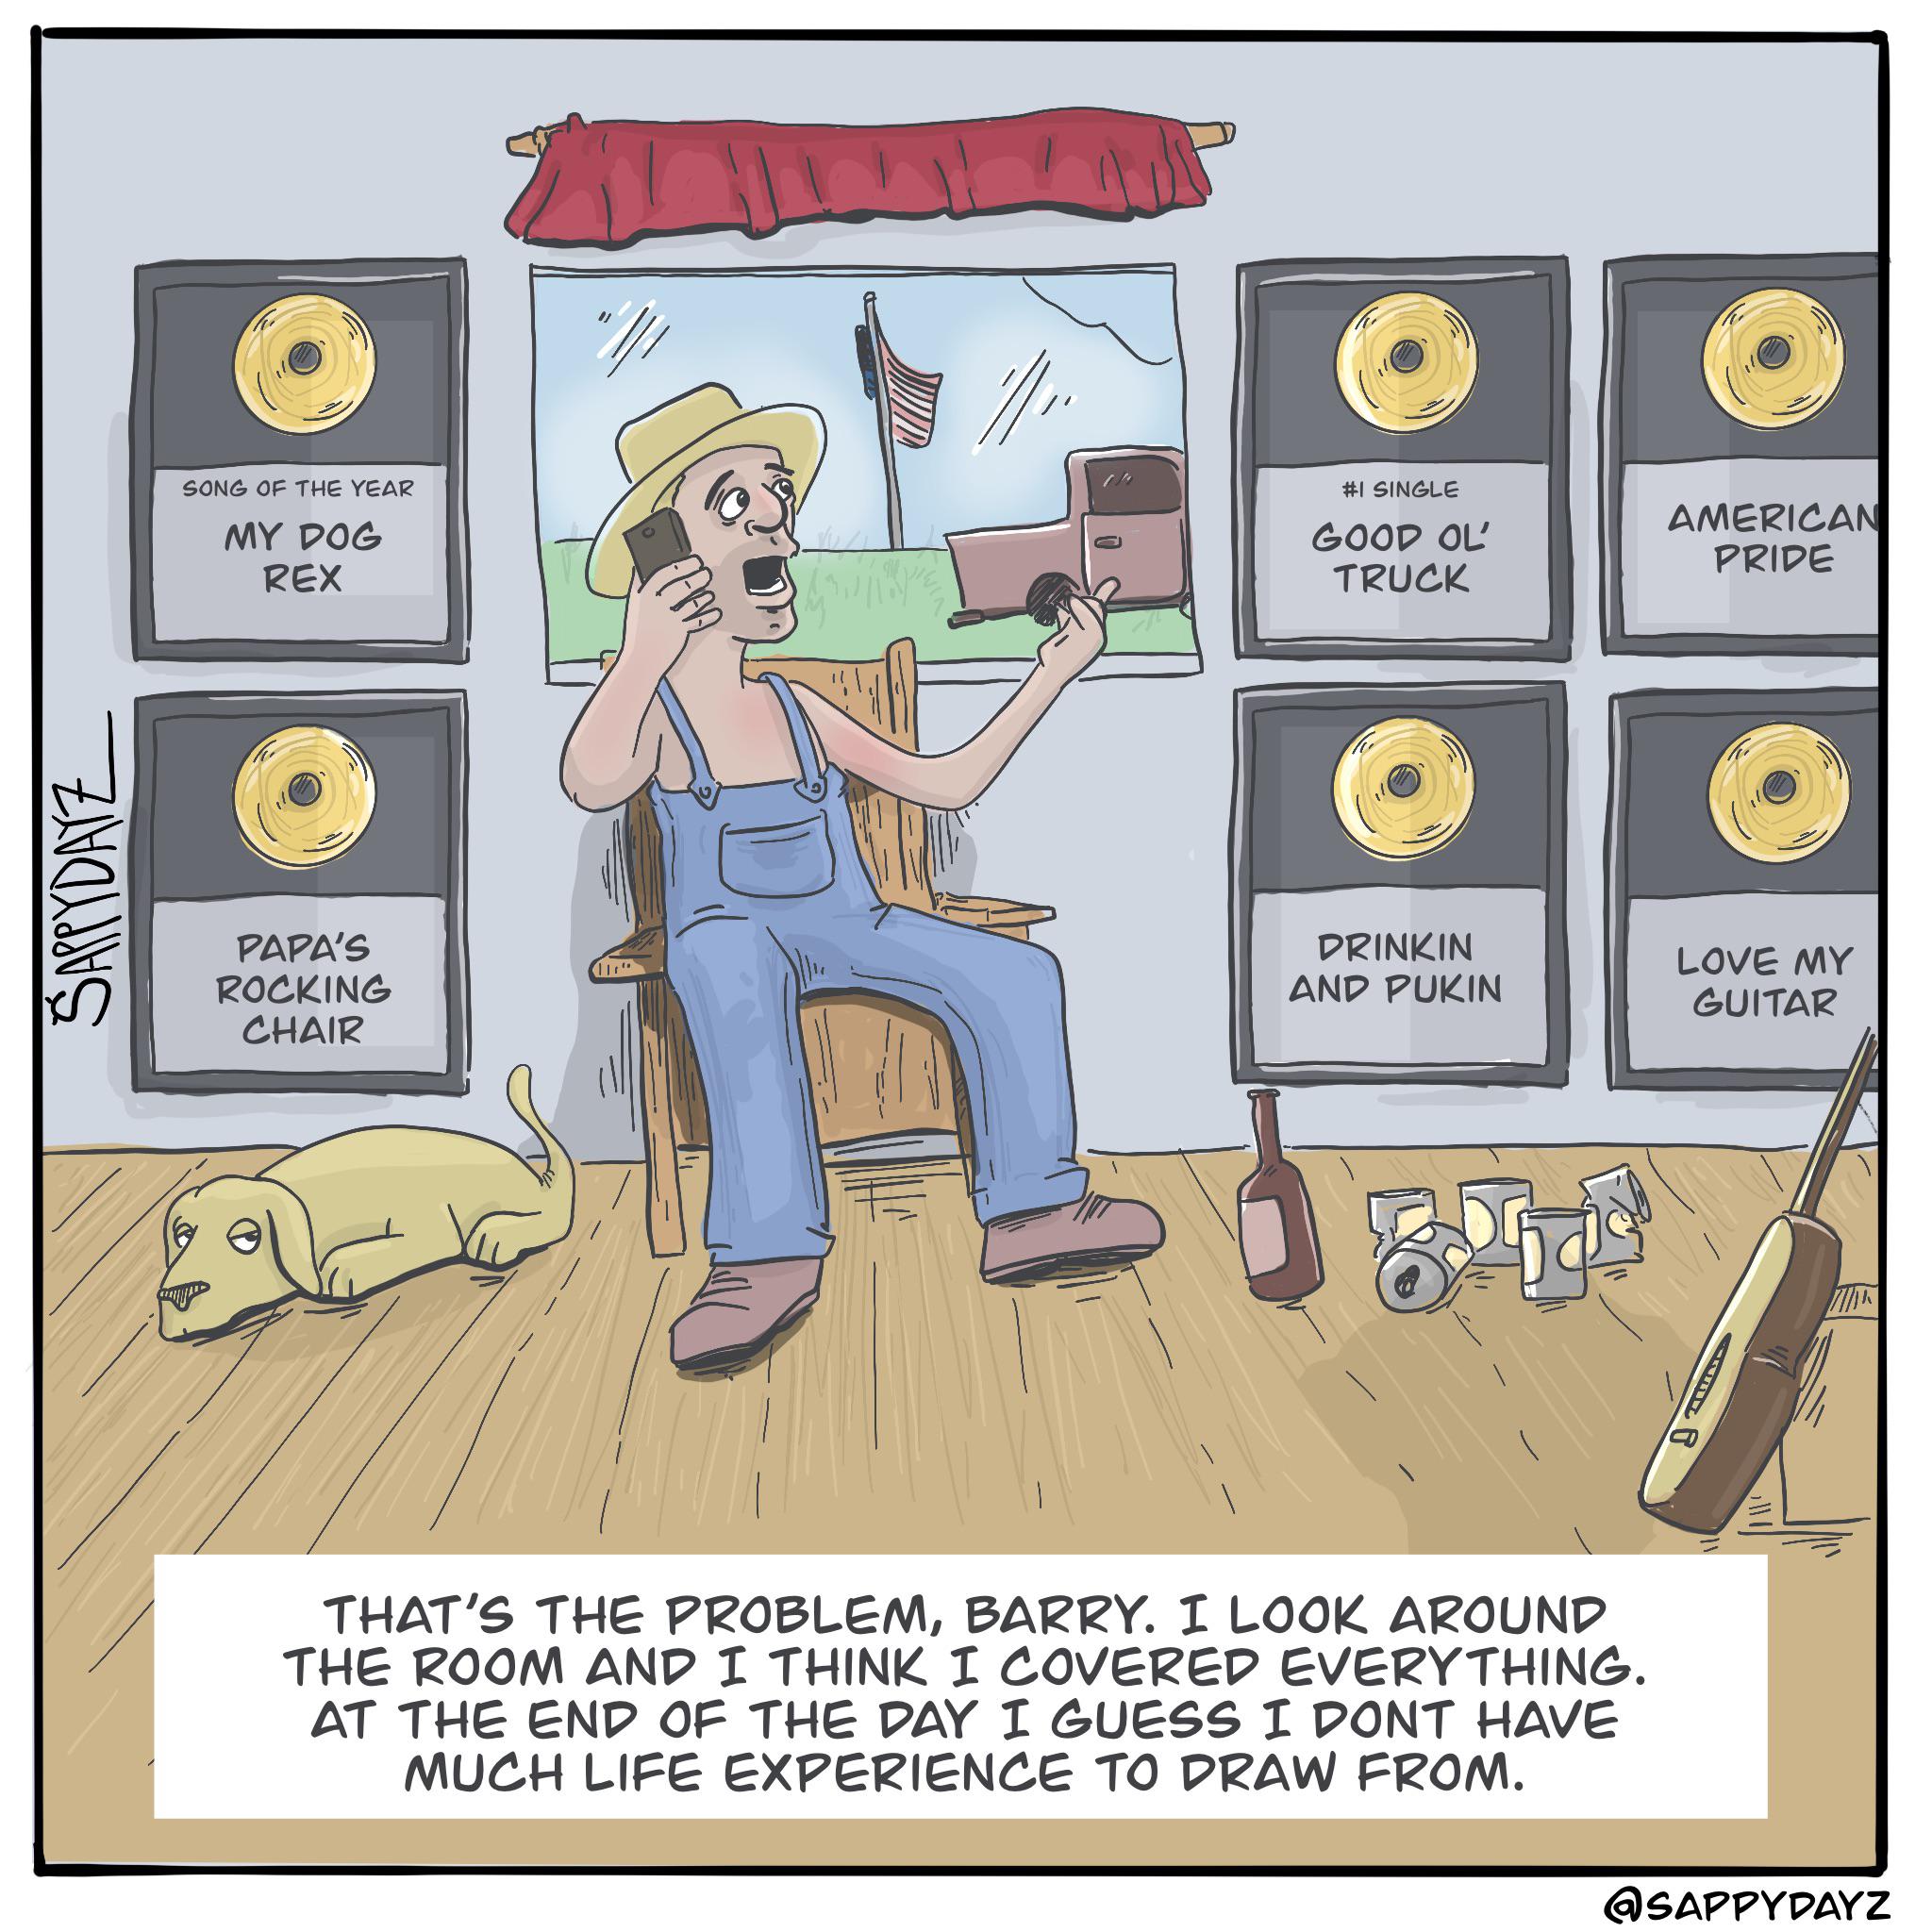 SONG OF THE YEAR
MY DOG
REX
#1 SINGLE
GOOD OL'
TRUCK
AMERICAN
PRIDE
PAPA'S
ROCKING
CHAIR
DRINKIN
AND PUKIN
LOVE MY
GUITAR
SAPPYDAYZ
THAT'S THE PROBLEM, BARRY. I LOOK AROUND
THE ROOM AND I THINK I COVERED EVERYTHING.
AT THE END OF THE DAY I GUESS I DONT HAVE
MUCH LIFE EXPERIENCE TO DRAW FROM.
@SAPPYDAYZ